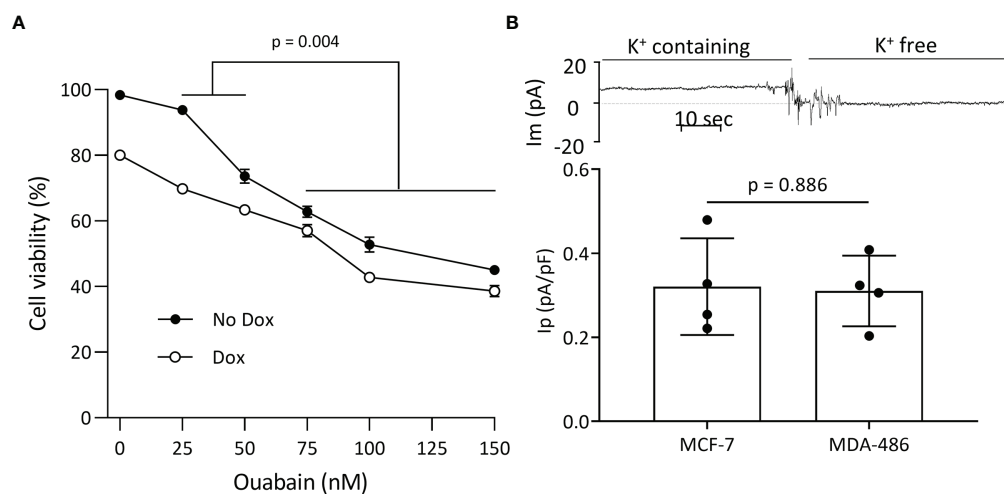 A
p = 0.004
100
80
60
40
20
0
Cell viability (%)
No Dox
Dox
0 25 50 75 100 125 150
Ouabain (nM)
B
K+ containing
K+ free
20
0
-20
Im (pA)
10 sec
0.6
0.4
0.2
0.0
Ip (pA/pF)
p = 0.886
MCF-7
MDA-486